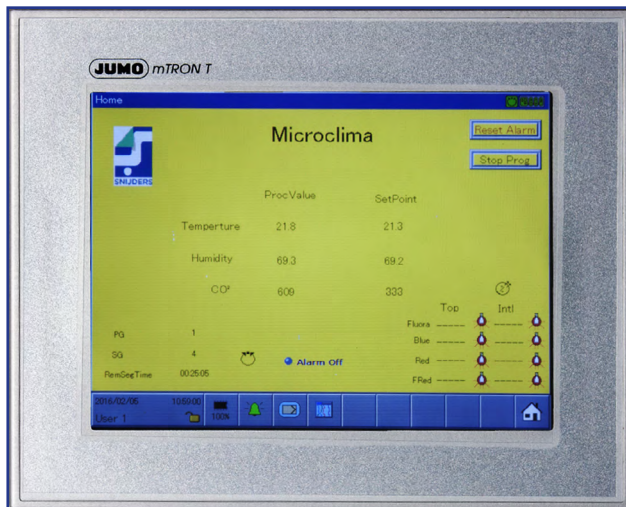 JUMO mTRON T
Home
Microclima
Reset Alarm
Stop Prog
SNIJDERS
ProcValue SetPoint
Temperture 21.8 21.3
Humidity 69.3 69.2
CO² 609 333
Top Intl
Fluora
Blue
Red
FRed
PG 1
SG 4
RemSegTime 00:25:05
Alarm Off
2016/02/05 10:50:00
User 1
100%